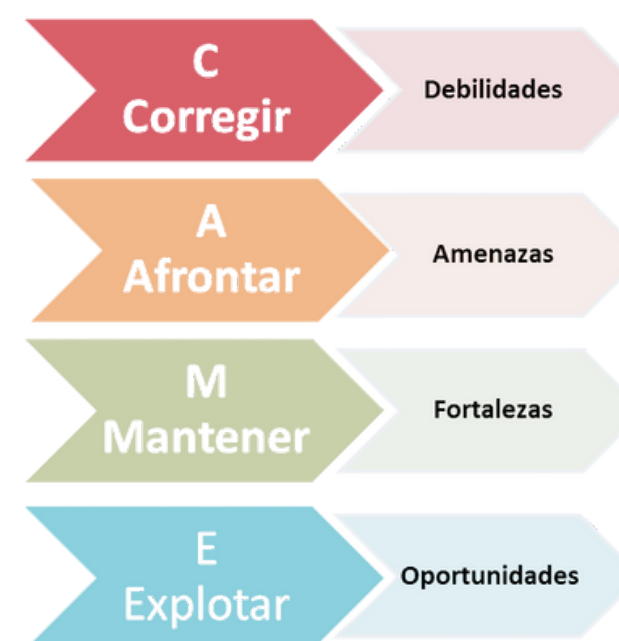 C
Corregir
Debilidades
A
Afrontar
Amenazas
M
Mantener
Fortalezas
E
Explotar
Oportunidades